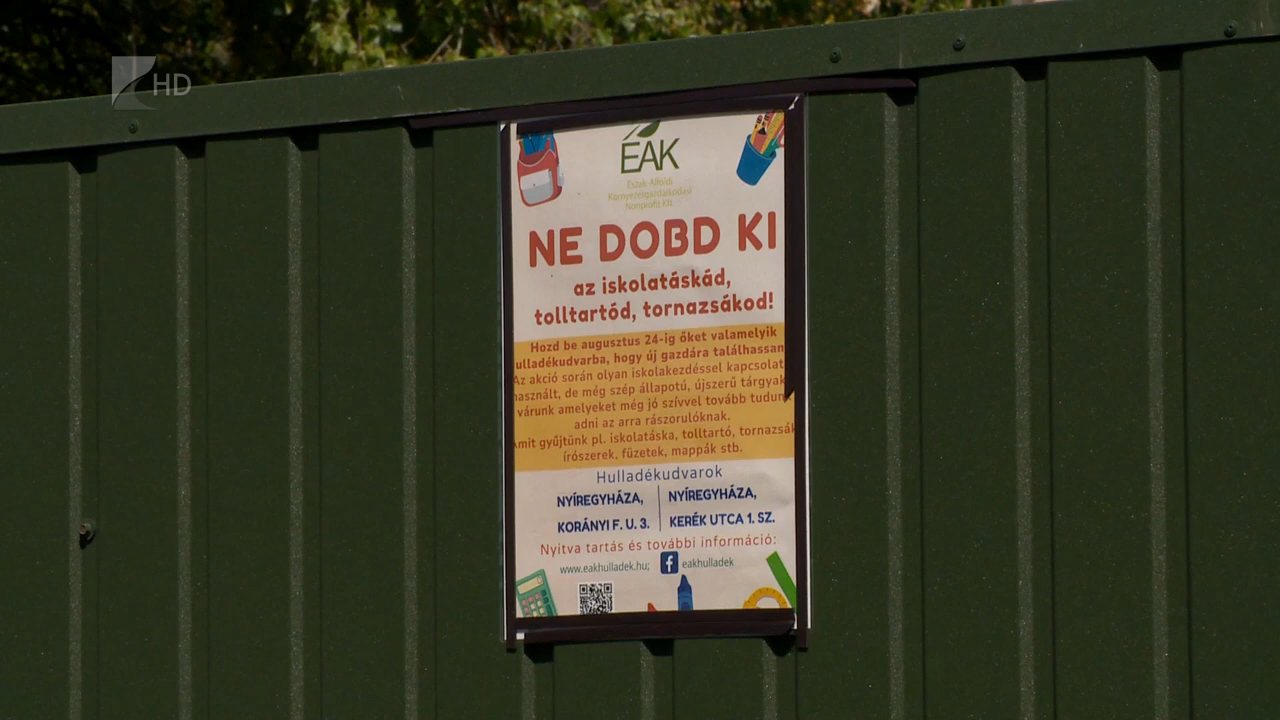 HD
EAK
Észak-Alföldi
Környezetgazdálkodási
Nonprofit Kft.
NE DOBD KI
az iskolatáskád,
tolltartód, tornazsákod!
Hozd be augusztus 24-ig őket valamelyik
ulladékudvarba, hogy új gazdára találhassan
Az akció során olyan iskolakezdéssel kapcsolat
használt, de még szép állapotú, újszerű tárgyak
várunk amelyeket még jó szívvel tovább tudun
adni az arra rászorulóknak.
Amit gyűjtünk pl. iskolatáska, tolltartó, tornazsák
írószerek, füzetek, mappák stb.
Hulladékudvarok
NYÍREGYHÁZA, NYÍREGYHÁZA,
KORÁNYI F. U. 3. KERÉK UTCA 1. SZ.
Nyitva tartás és további információ:
www.eakhulladek.hu; f eakhulladek